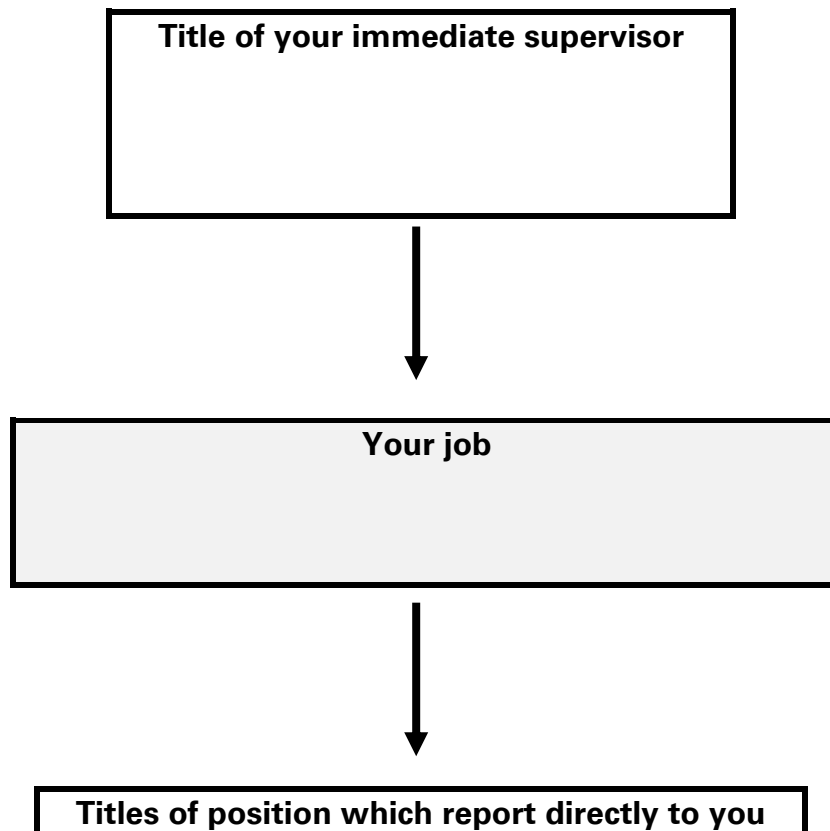 Title of your immediate supervisor
Your job
Titles of position which report directly to you